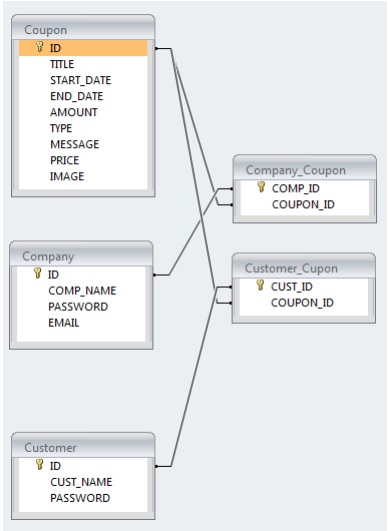 Coupon
ID
TITLE
START_DATE
END_DATE
AMOUNT
TYPE
MESSAGE
PRICE
IMAGE
Company_Coupon
COMP_ID
COUPON_ID
Company
ID
COMP_NAME
PASSWORD
EMAIL
Customer_Cupon
CUST_ID
COUPON_ID
Customer
ID
CUST_NAME
PASSWORD